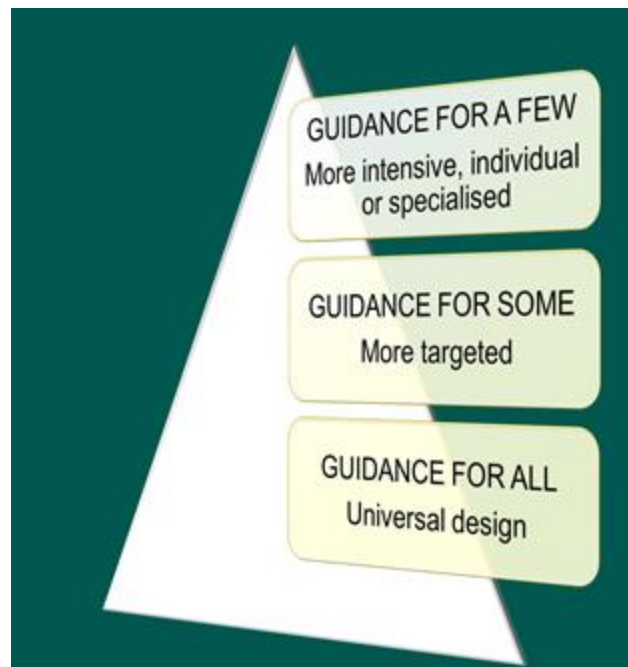 GUIDANCE FOR A FEW
More intensive, individual
or specialised
GUIDANCE FOR SOME
More targeted
GUIDANCE FOR ALL
Universal design